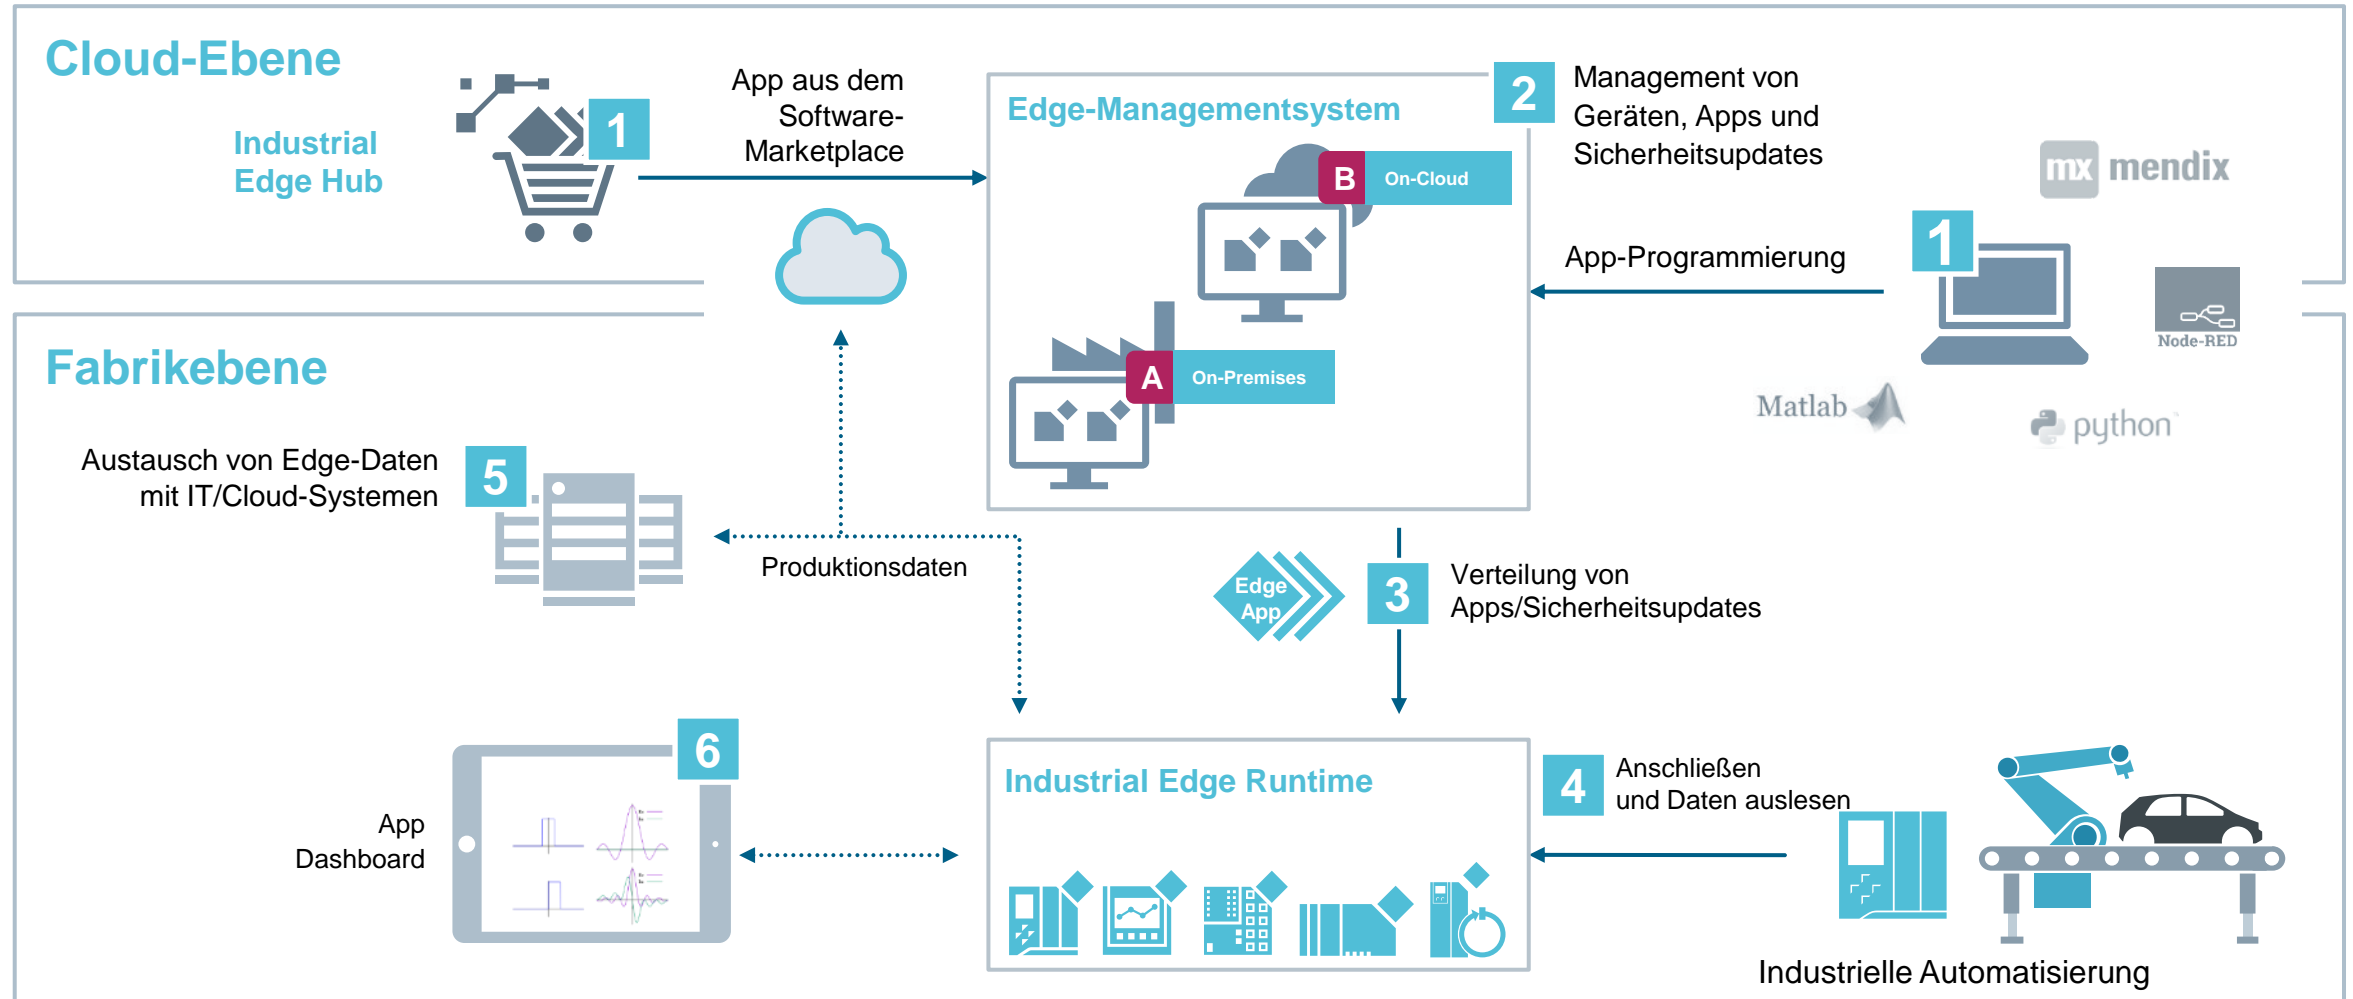 Cloud-Ebene
Industrial
Edge Hub
1
App aus dem
Software-
Marketplace
Edge-Managementsystem
2
Management von
Geräten, Apps und
Sicherheitsupdates
B
On-Cloud
mx mendix
App-Programmierung
1
Node-RED
Matlab
python
Fabrikebene
A
On-Premises
Austausch von Edge-Daten
mit IT/Cloud-Systemen
5
Produktionsdaten
Edge
App
3
Verteilung von
Apps/Sicherheitsupdates
6
App
Dashboard
Industrial Edge Runtime
4
Anschließen
und Daten auslesen
Industrielle Automatisierung